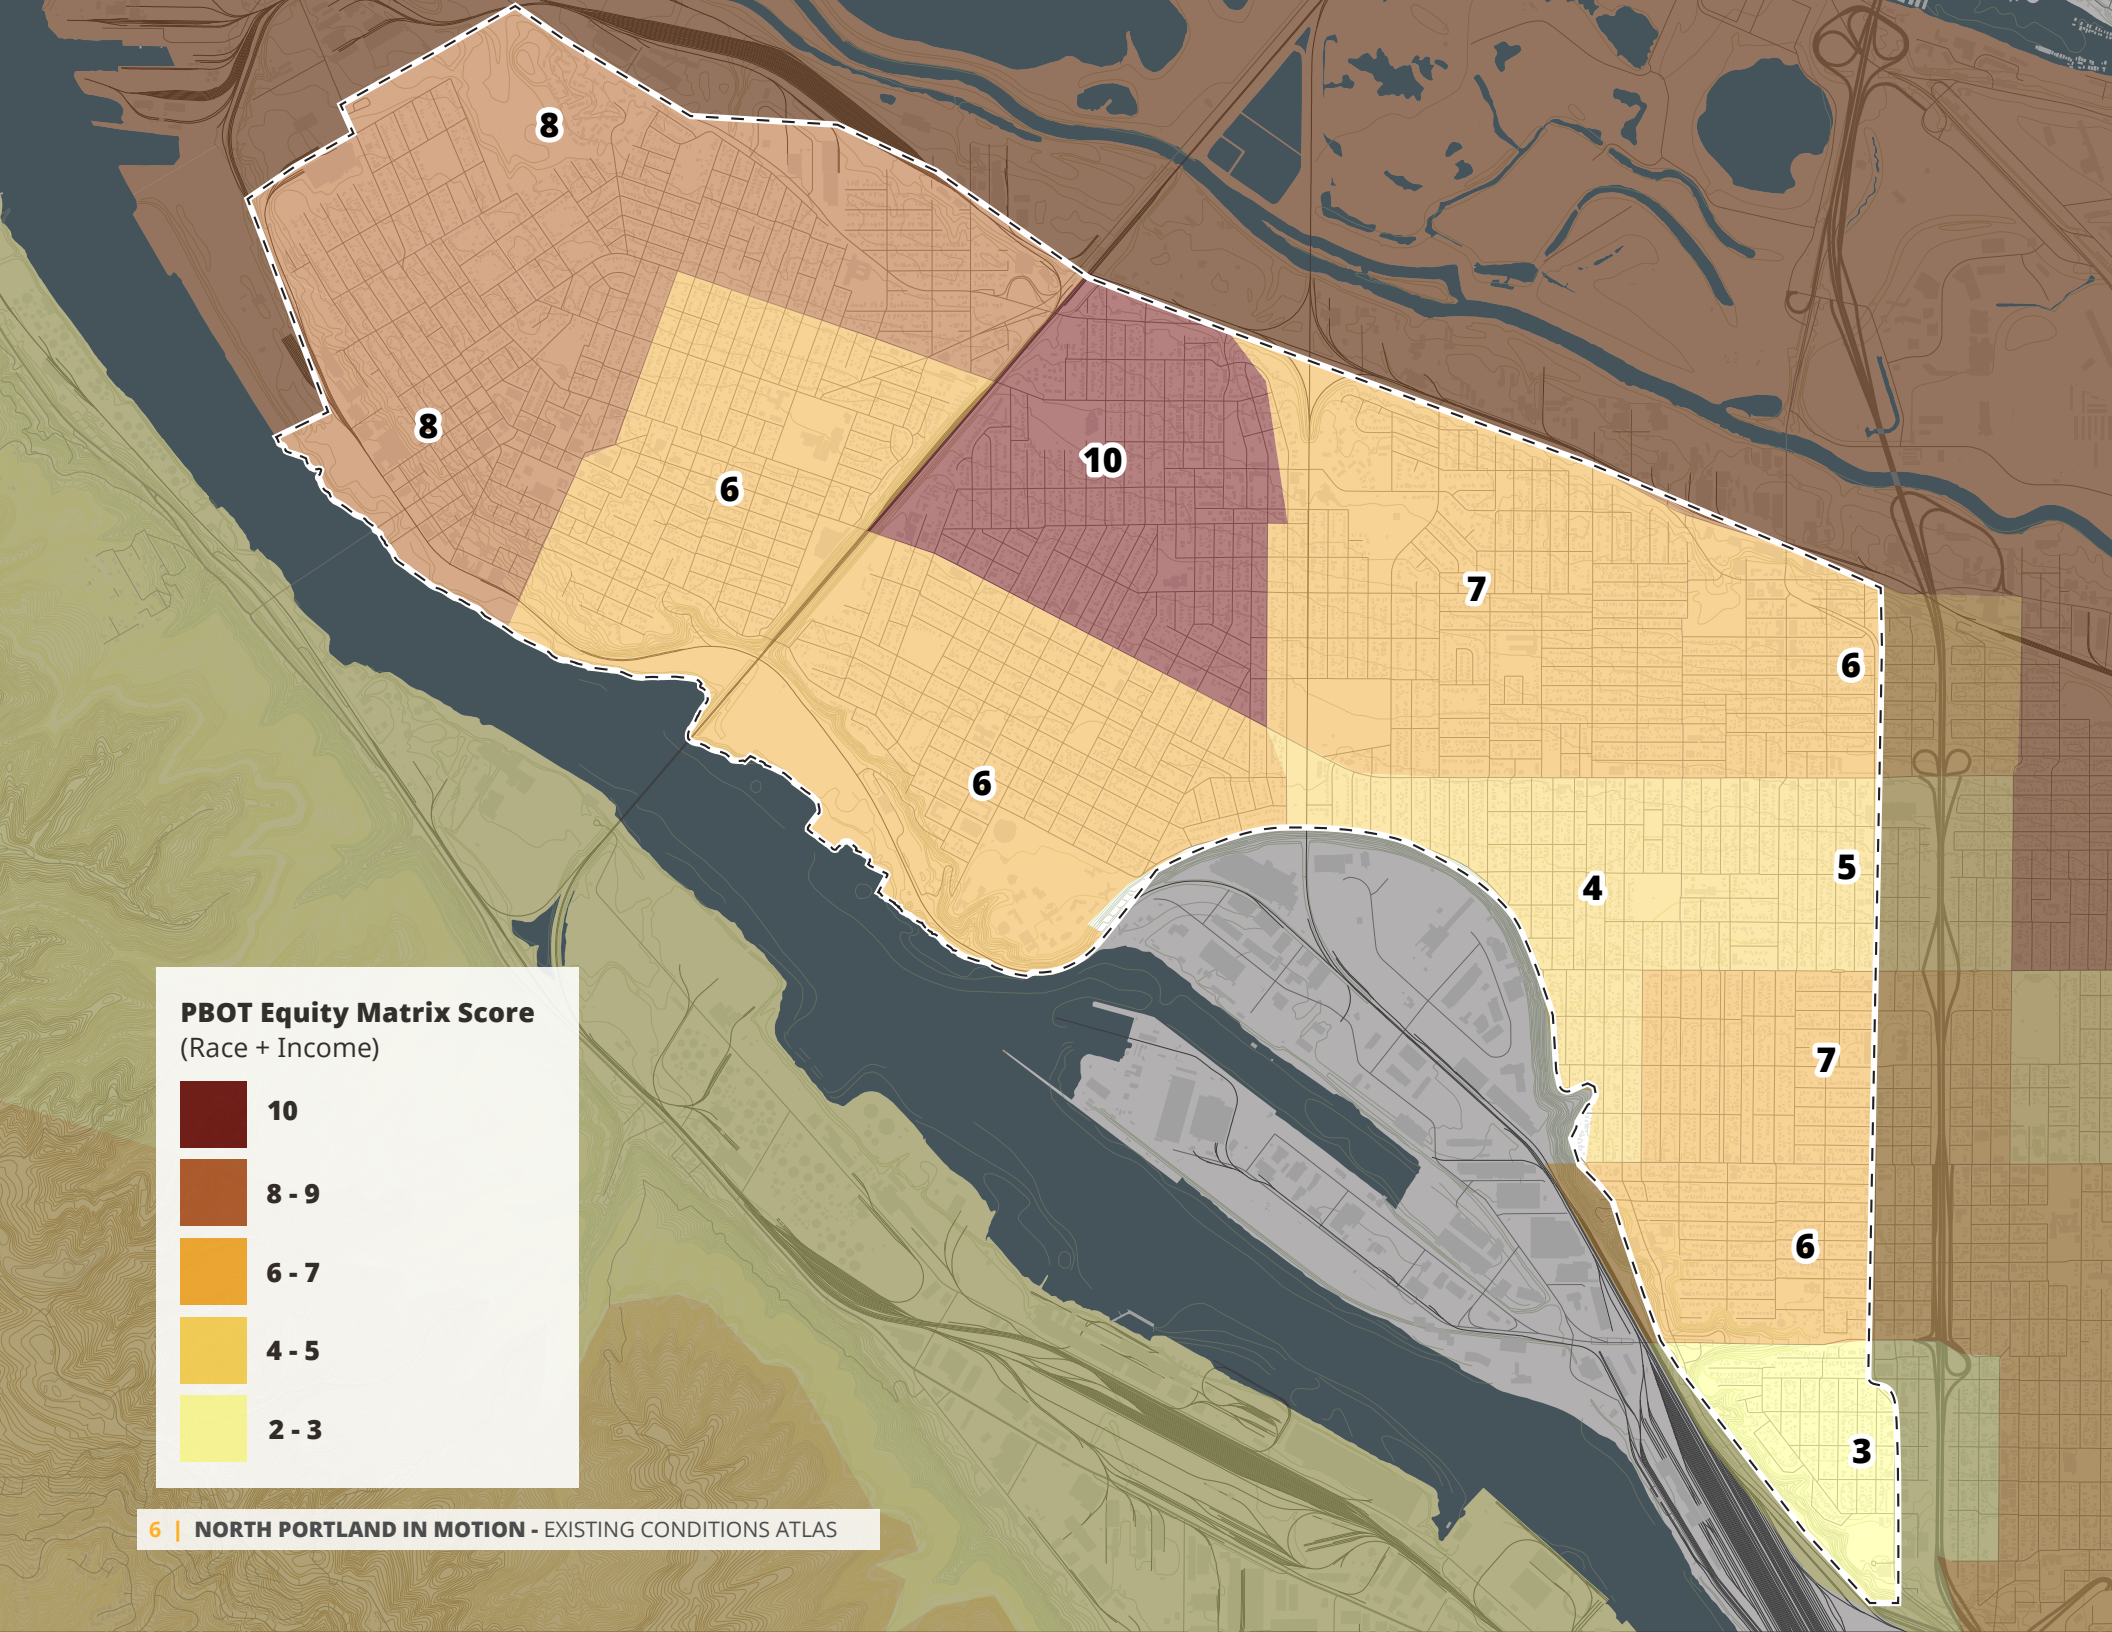 8
8
6
10
7
6
6
5
4
7
6
3
PBOT Equity Matrix Score
(Race + Income)
10
8 - 9
6 - 7
4 - 5
2 - 3
6 | NORTH PORTLAND IN MOTION - EXISTING CONDITIONS ATLAS